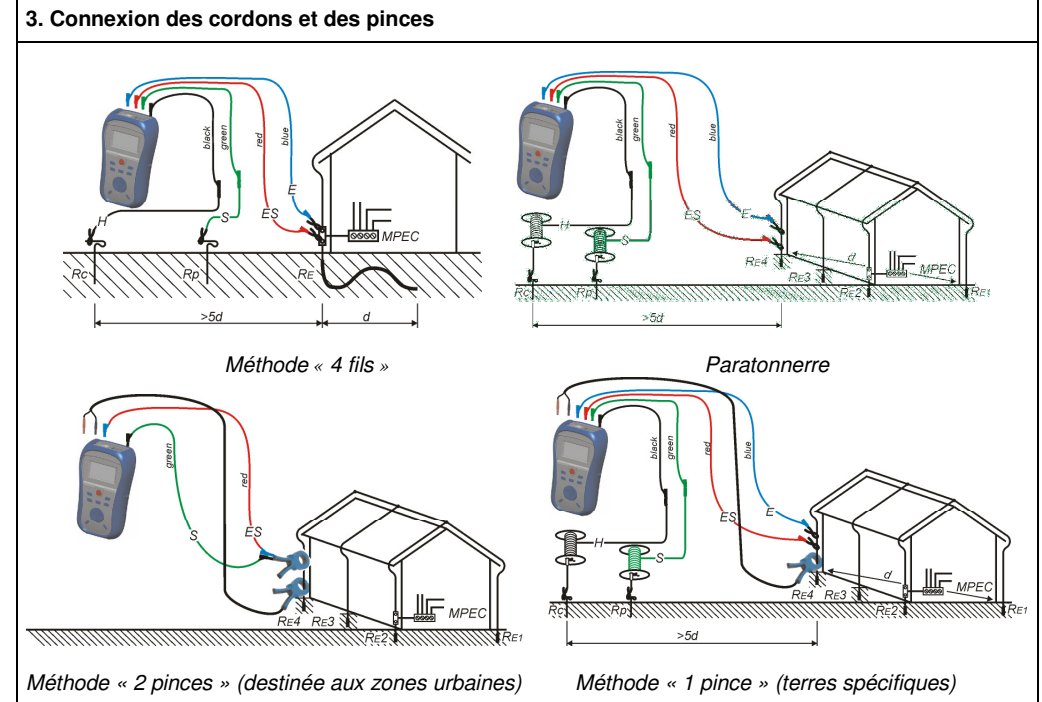 3. Connexion des cordons et des pinces
black
green
red
blue
H
S
ES
E
MPEC
Rc
Rp
RE
>5d
d
Méthode « 4 fils »
black
green
red
blue
H
S
ES
E
d
MPEC
RE4
RE3
RE2
RE1
Rc
Rp
>5d
Paratonnerre
green
red
S
ES
MPEC
RE4
RE3
RE2
RE1
Méthode « 2 pinces » (destinée aux zones urbaines)
black
green
red
blue
H
S
ES
E
d
MPEC
RE4
RE3
RE2
RE1
Rc
Rp
>5d
Méthode « 1 pince » (terres spécifiques)